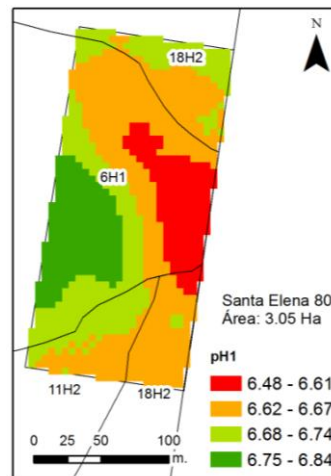 N
18H2
6H1
Santa Elena 80
Área: 3.05 Ha
pH1
6.48 - 6.61
6.62 - 6.67
6.68 - 6.74
6.75 - 6.84
11H2
18H2
0 25 50 100
m.